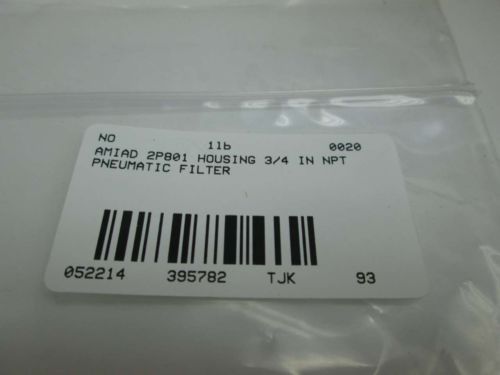 NO 1lb 0020
AMIAD 2P801 HOUSING 3/4 IN NPT
PNEUMATIC FILTER
052214 395782 TJK 93